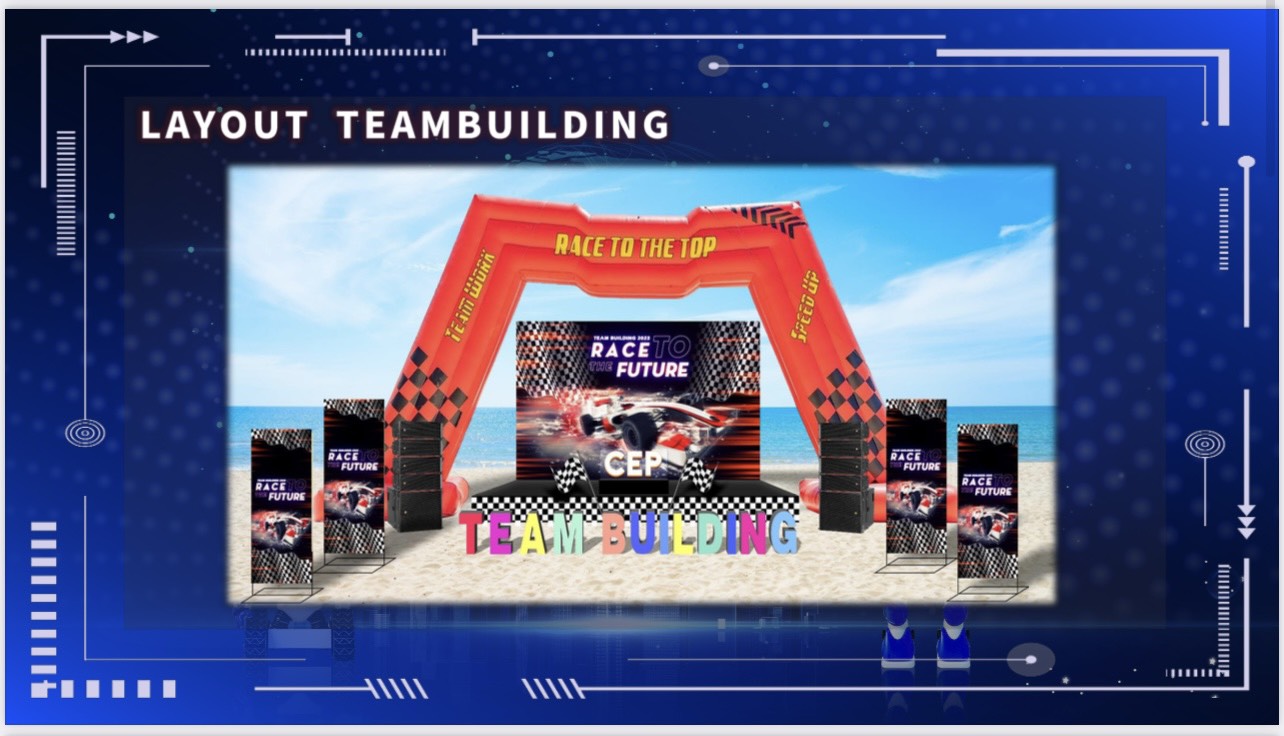 LAYOUT TEAMBUILDING
RACE TO THE TOP
TEAM WORK
SPEED UP
TEAM BUILDING 2023
RACE TO
THE FUTURE
CEP
RACE TO
THE FUTURE
RACE TO
THE FUTURE
RACE TO
THE FUTURE
RACE TO
THE FUTURE
TEAM BUILDING